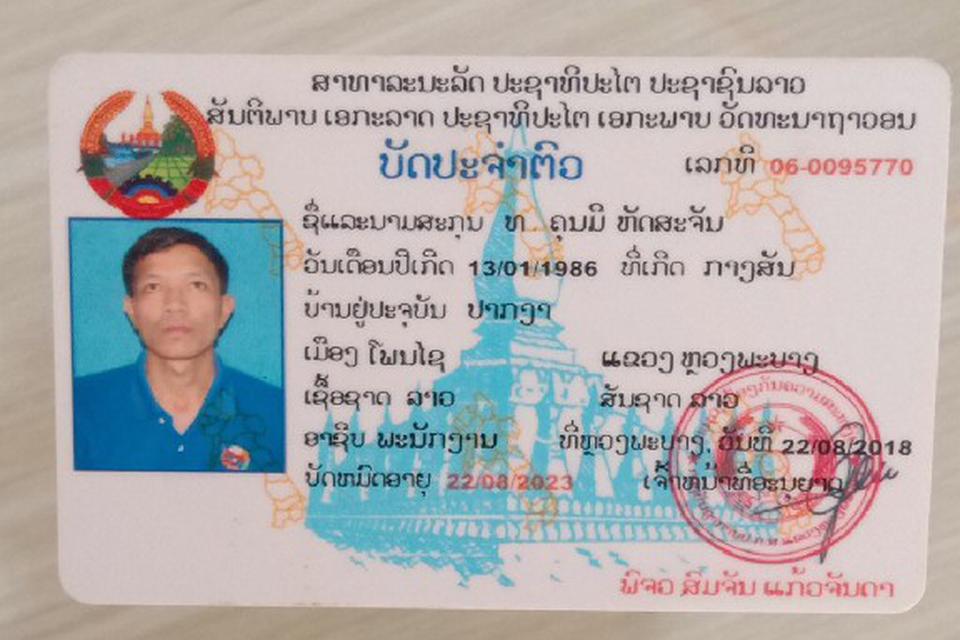 ສາທາລະນະລັດ ປະຊາທິປະໄຕ ປະຊາຊົນລາວ
ສັນຕິພາບ ເອກະລາດ ປະຊາທິປະໄຕ ເອກະພາບ ວັດທະນາຖາວອນ
ບັດປະຈຳຕົວ ເລກທີ 06-0095770
ຊື່ແລະນາມສະກຸນ ທ ຄຸນມີ ຫັດສະຈັນ
ວັນເດືອນປີເກີດ 13/01/1986 ທີ່ເກີດ ກາງສັນ
ບ້ານຢູ່ປະຈຸບັນ ປາກງາ
ເມືອງ ໂພນໄຊ ແຂວງ ຫຼວງພະບາງ
ເຊື້ອຊາດ ລາວ ສັນຊາດ ລາວ
ອາຊີບ ພະນັກງານ ທີ່ຫຼວງພະບາງ, ວັນທີ 22/08/2018
ບັດຫມົດອາຍຸ 22/08/2023 ເຈົ້າຫນ້າທີ່ອະນຸຍາດ
ພົຈວ ສົມຈັນ ແກ້ວຈັນດາ